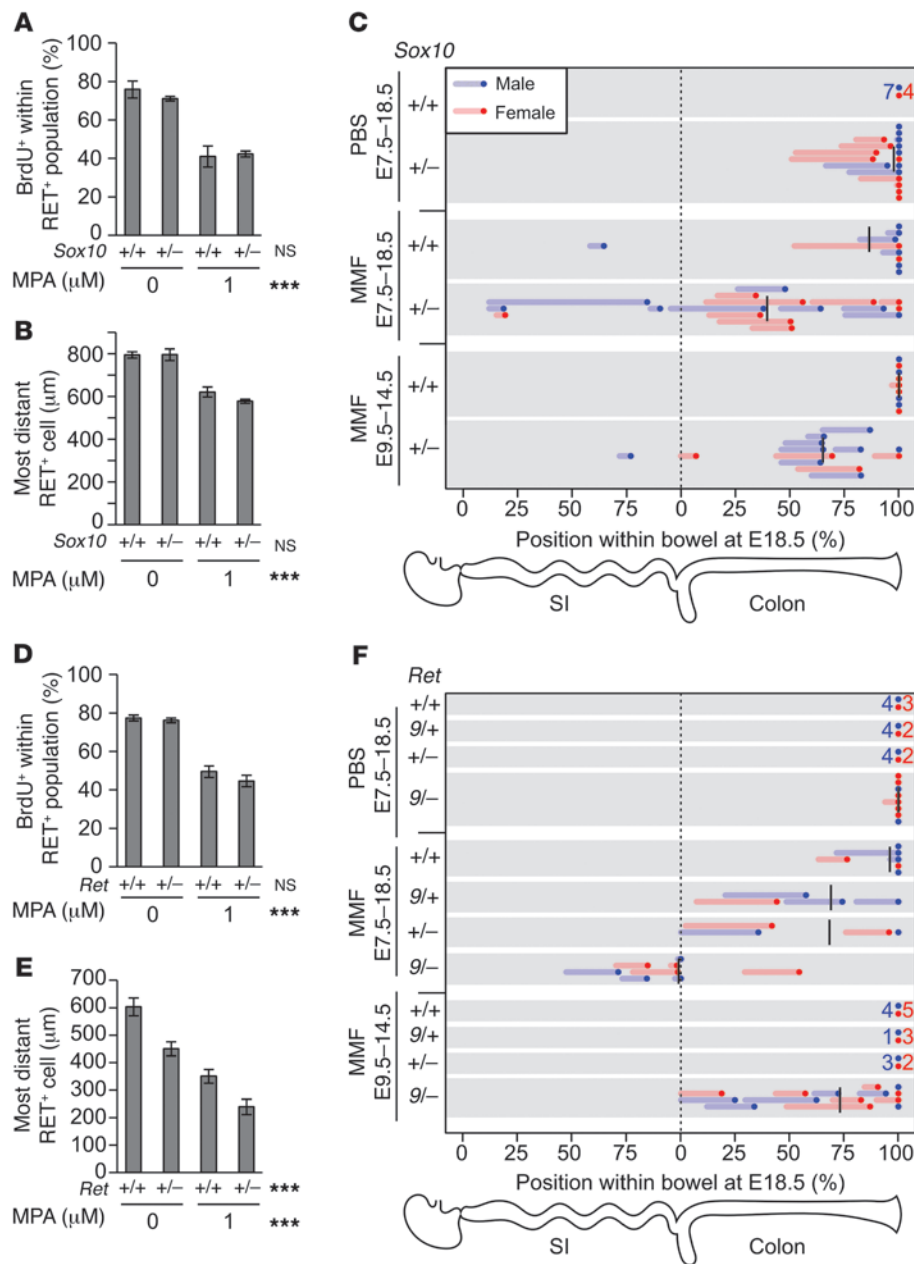 A
BrdU⁺ within
RET⁺ population (%)
100
80
60
40
20
0
Sox10 +/+ +/– +/+ +/– NS
MPA (μM) 0 1 ***
B
Most distant
RET⁺ cell (μm)
800
600
400
200
0
Sox10 +/+ +/– +/+ +/– NS
MPA (μM) 0 1 ***
C
Sox10
Male
Female
PBS
E7.5–18.5
+/+
7 4
+/–
MMF
E7.5–18.5
+/+
+/–
MMF
E9.5–14.5
+/+
+/–
0 25 50 75 0 25 50 75 100
Position within bowel at E18.5 (%)
SI Colon
D
BrdU⁺ within
RET⁺ population (%)
100
80
60
40
20
0
Ret +/+ +/– +/+ +/– NS
MPA (μM) 0 1 ***
E
Most distant
RET⁺ cell (μm)
700
600
500
400
300
200
100
0
Ret +/+ +/– +/+ +/– ***
MPA (μM) 0 1 ***
F
Ret
PBS
E7.5–18.5
+/+ 4 3
9/+ 4 2
+/– 4 2
9/–
MMF
E7.5–18.5
+/+
9/+
+/–
9/–
MMF
E9.5–14.5
+/+ 4 5
9/+ 1 3
+/– 3 2
9/–
0 25 50 75 0 25 50 75 100
Position within bowel at E18.5 (%)
SI Colon